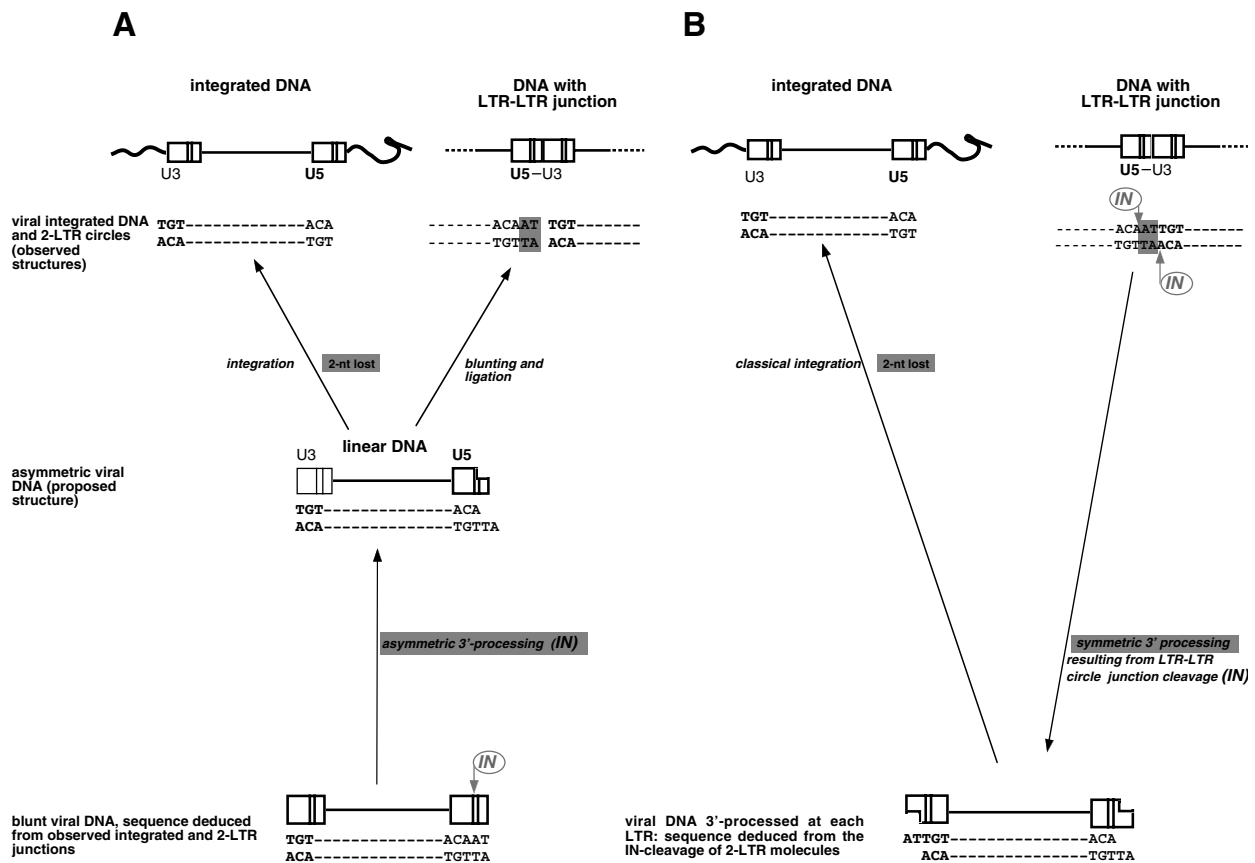 A
integrated DNA
DNA with
LTR-LTR junction
U3
U5
U5–U3
viral integrated DNA
and 2-LTR circles
(observed
structures)
TGT---------------ACA
ACA---------------TGT
------ACAAT TGT------
------TGTTA ACA------
integration
2-nt lost
blunting and
ligation
linear DNA
U3
U5
asymmetric viral
DNA (proposed
structure)
TGT---------------ACA
ACA---------------TGTTA
asymmetric 3'-processing (IN)
IN
blunt viral DNA, sequence deduced
from observed integrated and 2-LTR
junctions
TGT---------------ACAAT
ACA---------------TGTTA
B
integrated DNA
DNA with
LTR-LTR junction
U3
U5
U5–U3
IN
TGT---------------ACA
ACA---------------TGT
------ACAATTGT------
------TGTTAACA------
IN
classical integration
2-nt lost
symmetric 3' processing
resulting from LTR-LTR
circle junction cleavage (IN)
viral DNA 3'-processed at each
LTR: sequence deduced from the
IN-cleavage of 2-LTR molecules
ATTGT---------------ACA
ACA---------------TGTTA